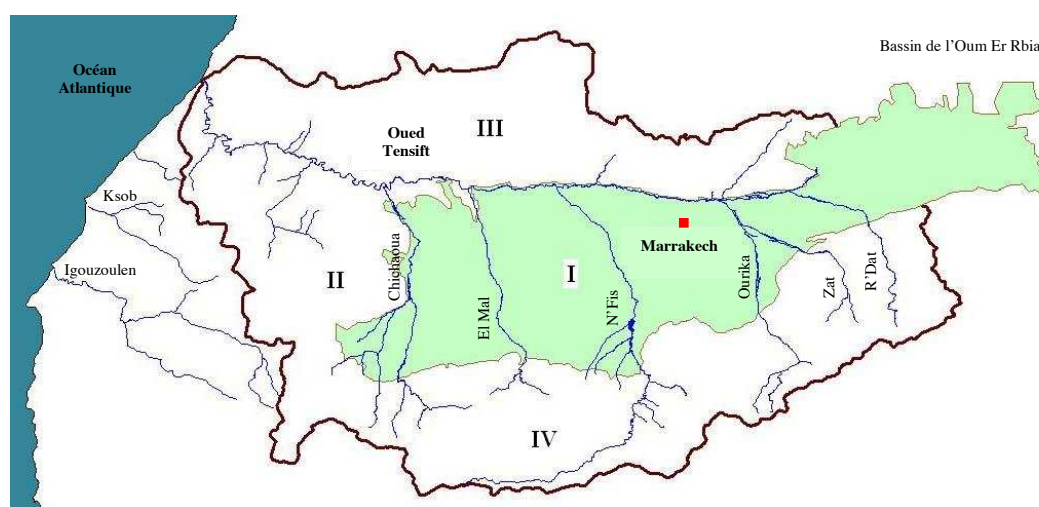 Bassin de l'Oum Er Rbia
Océan
Atlantique
III
Oued
Tensift
Ksob
Marrakech
Igouzoulen
II
Chichaoua
I
El Mal
N'Fis
Ourika
Zat
R'Dat
IV